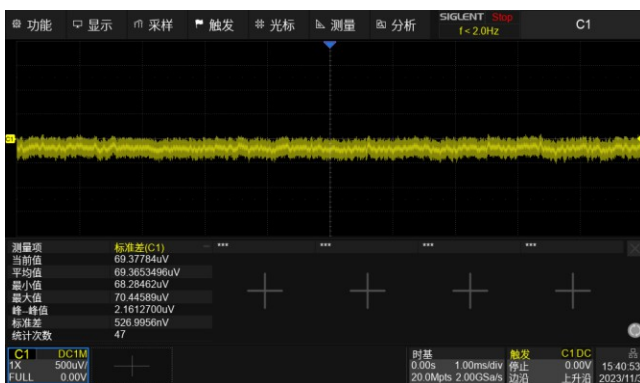 功能 显示 采样 触发 光标 测量 分析 SIGLENT Stop C1
f < 2.0Hz
C1
测量项 标准差(C1) *** *** *** ***
当前值 69.37784uV
平均值 69.3653496uV
最小值 68.28462uV
最大值 70.44589uV
峰--峰值 2.1612700uV
标准差 526.9956nV
统计次数 47
C1 DC1M 时基 触发 C1 DC
1X 500uV/ 0.00s 1.00ms/div 停止 0.00V 15:40:53
FULL 0.00V 20.0Mpts 2.00GSa/s 边沿 上升沿